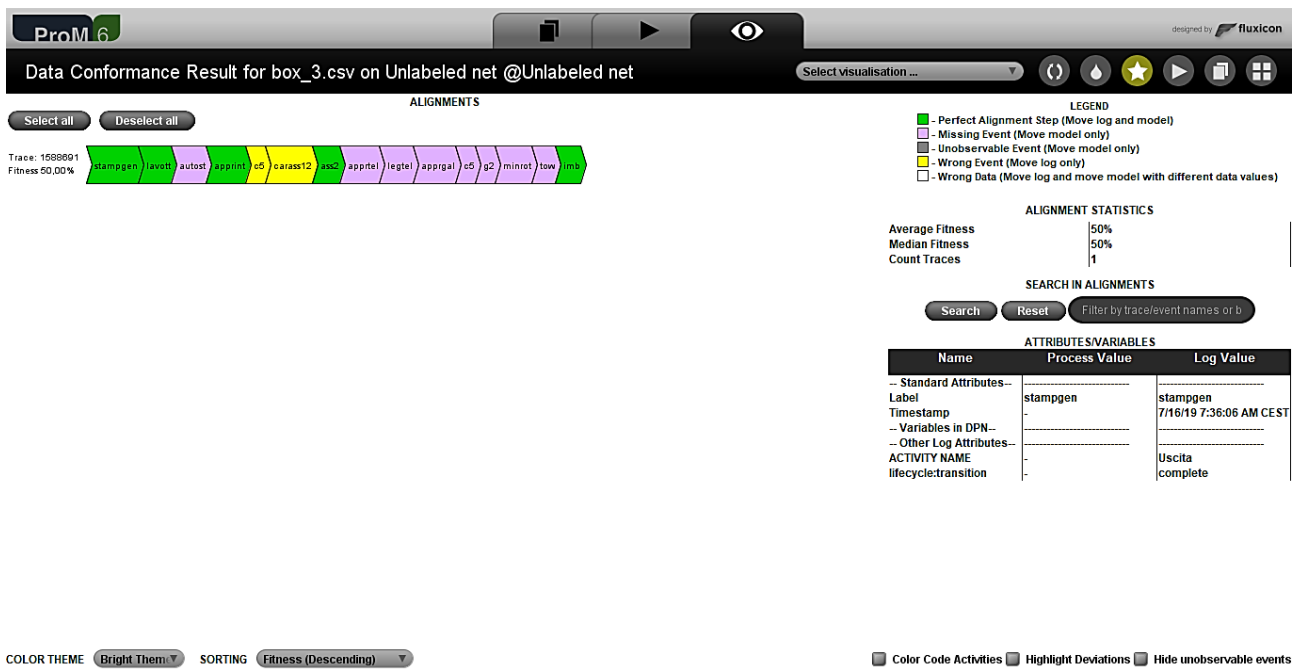 ProM 6
designed by fluxicon
Data Conformance Result for box_3.csv on Unlabeled net @Unlabeled net
Select visualisation ...
ALIGNMENTS
Select all
Deselect all
Trace: 1588691
Fitness 50,00%
stampgen lavott autost apprint c5 carass12 ass2 apprtel legtel apprgal c5 g2 minrot tow imb
LEGEND
- Perfect Alignment Step (Move log and model)
- Missing Event (Move model only)
- Unobservable Event (Move model only)
- Wrong Event (Move log only)
- Wrong Data (Move log and move model with different data values)
ALIGNMENT STATISTICS
Average Fitness 50%
Median Fitness 50%
Count Traces 1
SEARCH IN ALIGNMENTS
Search Reset Filter by trace/event names or b
ATTRIBUTES/VARIABLES
Name Process Value Log Value
-- Standard Attributes-- ---------------------------- ----------------------------
Label stampgen stampgen
Timestamp - 7/16/19 7:36:06 AM CEST
-- Variables in DPN-- ---------------------------- ----------------------------
-- Other Log Attributes-- ---------------------------- ----------------------------
ACTIVITY NAME - Uscita
lifecycle:transition - complete
COLOR THEME Bright Them SORTING Fitness (Descending)
Color Code Activities Highlight Deviations Hide unobservable events